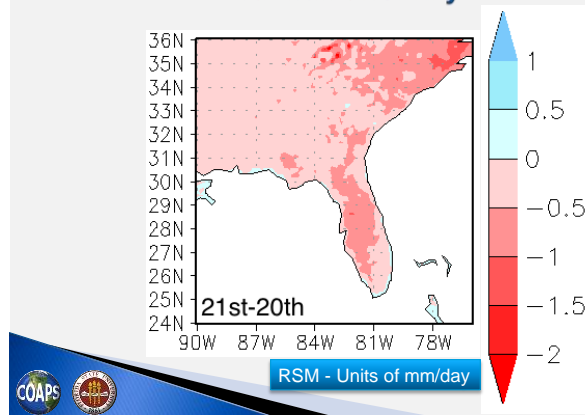 36N
35N
34N
33N
32N
31N
30N
29N
28N
27N
26N
25N
24N
21st-20th
90W 87W 84W 81W 78W
1
0.5
0
-0.5
-1
-1.5
-2
RSM - Units of mm/day
COAPS